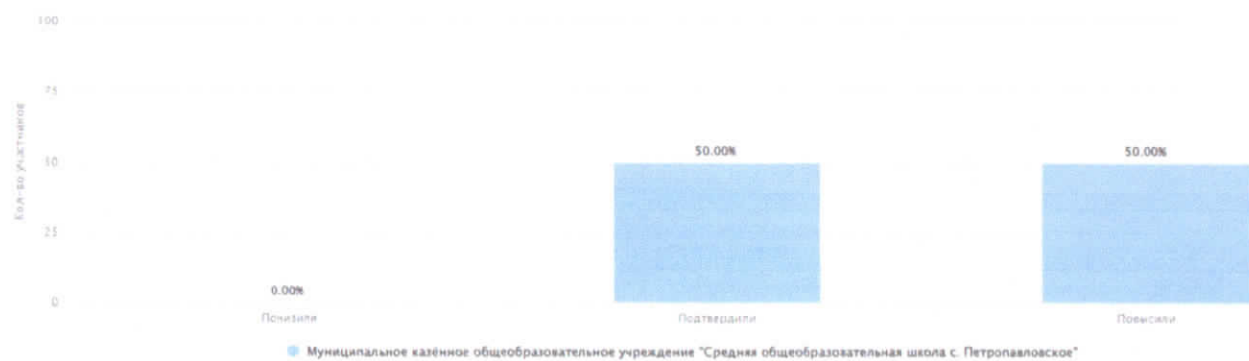 100
75
50
25
0
Кол-во участников
0.00%
50.00%
50.00%
Понизили
Подтвердили
Повысили
Муниципальное казённое общеобразовательное учреждение "Средняя общеобразовательная школа с. Петропавловское"